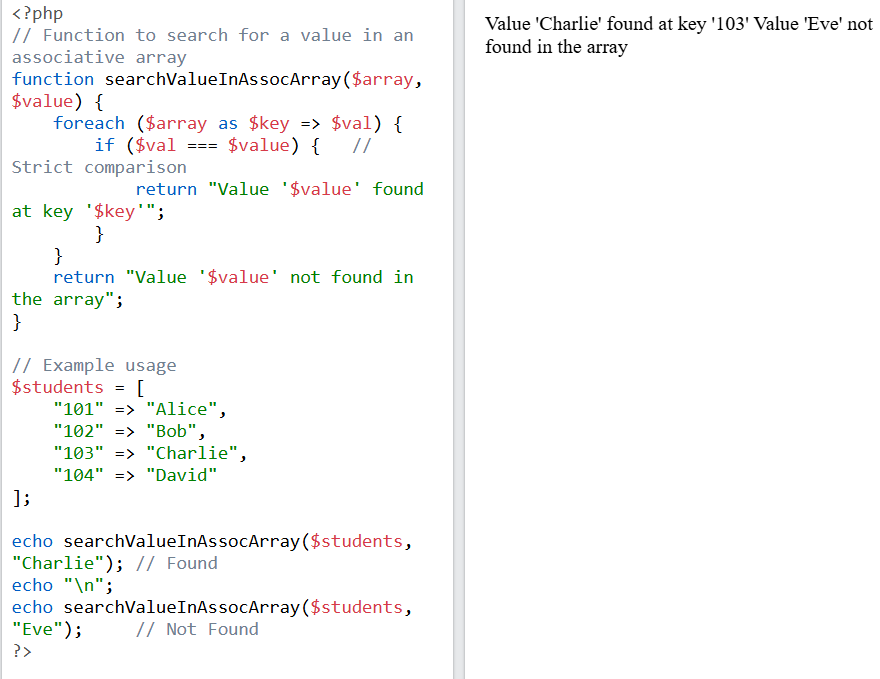 <?php
// Function to search for a value in an
associative array
function searchValueInAssocArray($array,
$value) {
    foreach ($array as $key => $val) {
        if ($val === $value) {   //
Strict comparison
            return "Value '$value' found
at key '$key'";
        }
    }
    return "Value '$value' not found in
the array";
}

// Example usage
$students = [
    "101" => "Alice",
    "102" => "Bob",
    "103" => "Charlie",
    "104" => "David"
];

echo searchValueInAssocArray($students,
"Charlie"); // Found
echo "\n";
echo searchValueInAssocArray($students,
"Eve");     // Not Found
?>
Value 'Charlie' found at key '103' Value 'Eve' not
found in the array